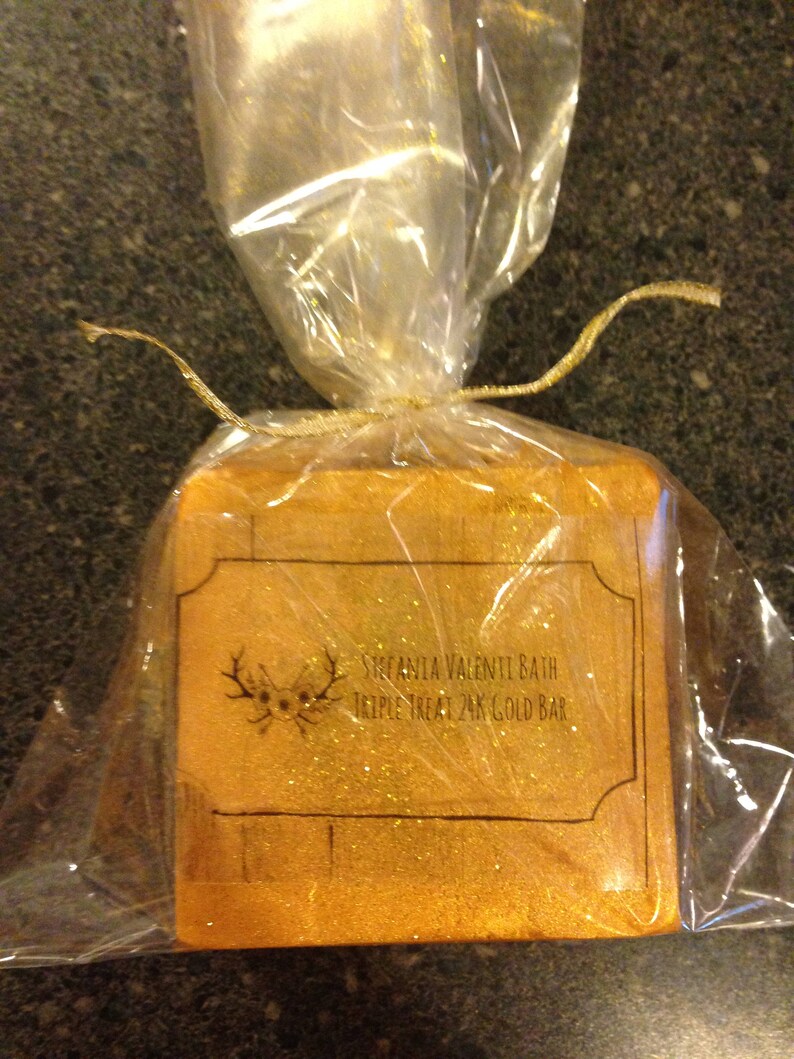 Stefania Valenti Bath
Triple Treat 24K Gold Bar